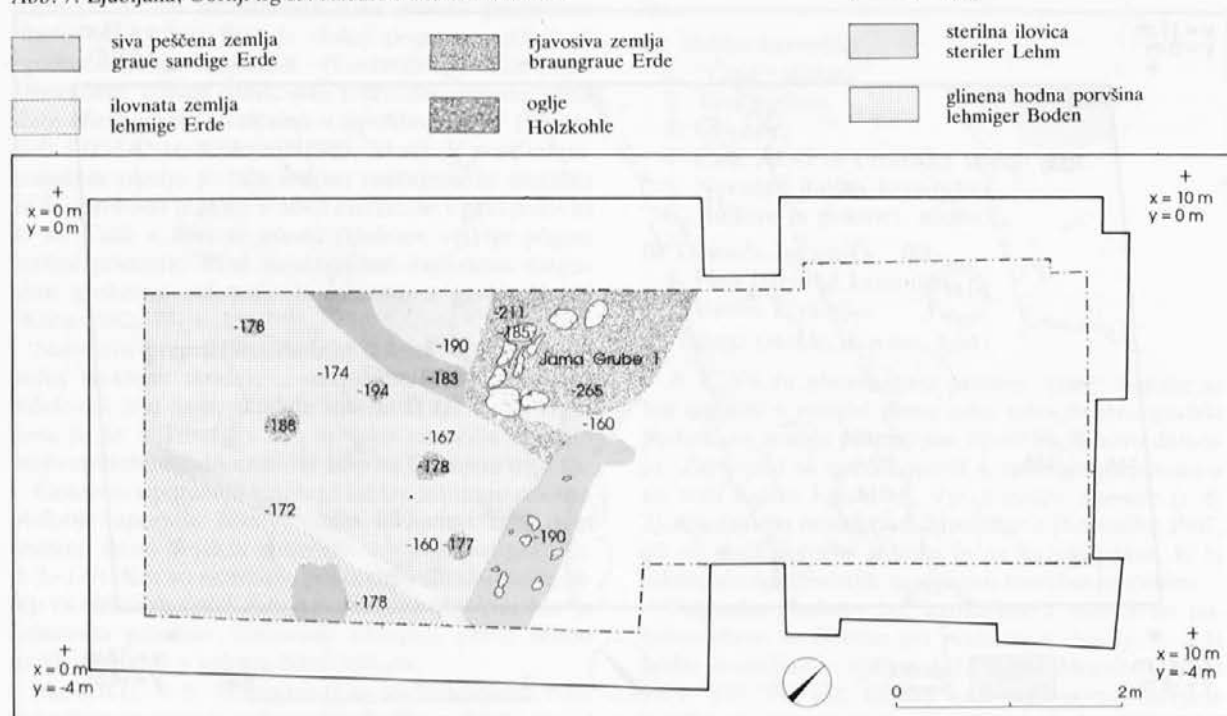 siva peščena zemlja
graue sandige Erde
rjavosiva zemlja
braungraue Erde
sterilna ilovica
steriler Lehm
ilovnata zemlja
lehmige Erde
oglje
Holzkohle
glinena hodna porvšina
lehmiger Boden
x = 0 m
y = 0 m
x = 10 m
y = 0 m
-178
-174
-194
-190
-183
-211
-185
Jama Grube 1
-265
-160
-188
-167
-178
-172
-160
-177
-190
-178
x = 0 m
y = -4 m
x = 10 m
y = -4 m
0
2 m